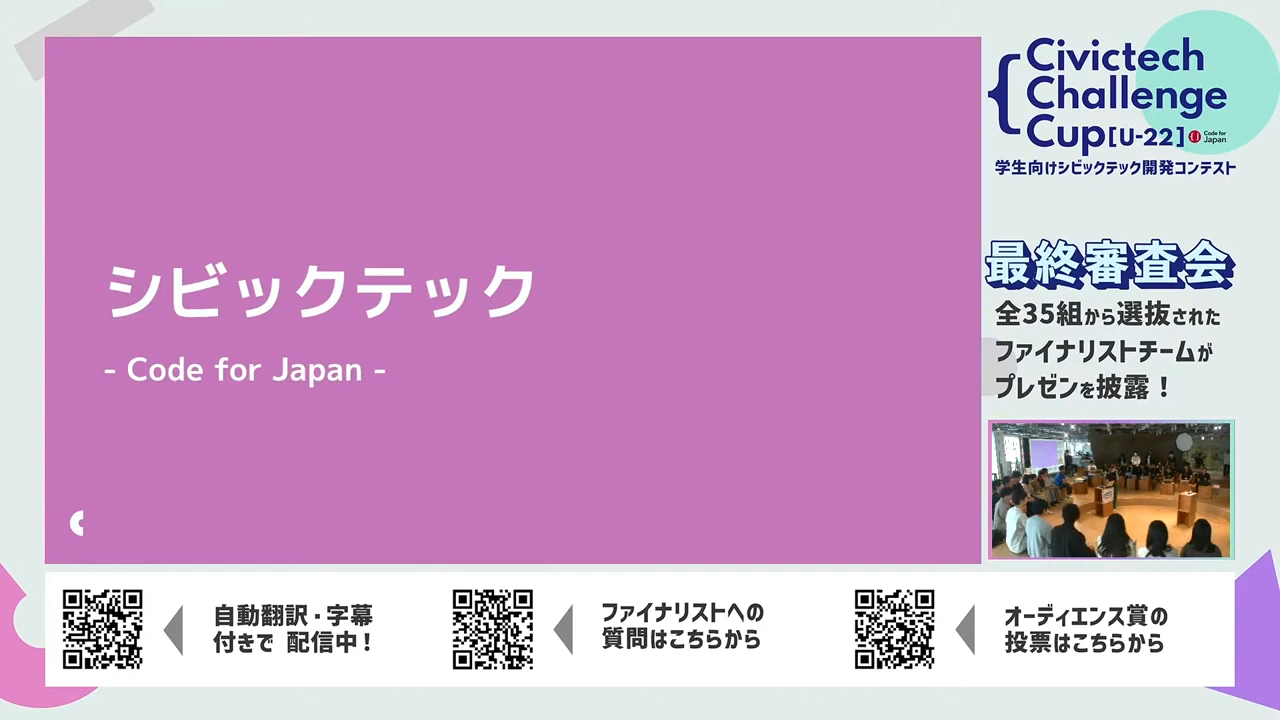 シビックテック
- Code for Japan -
Civictech
Challenge
Cup[U-22]
Code for
Japan
学生向けシビックテック開発コンテスト
最終審査会
全35組から選抜された
ファイナリストチームが
プレゼンを披露！
自動翻訳・字幕
付きで 配信中！
ファイナリストへの
質問はこちらから
オーディエンス賞の
投票はこちらから